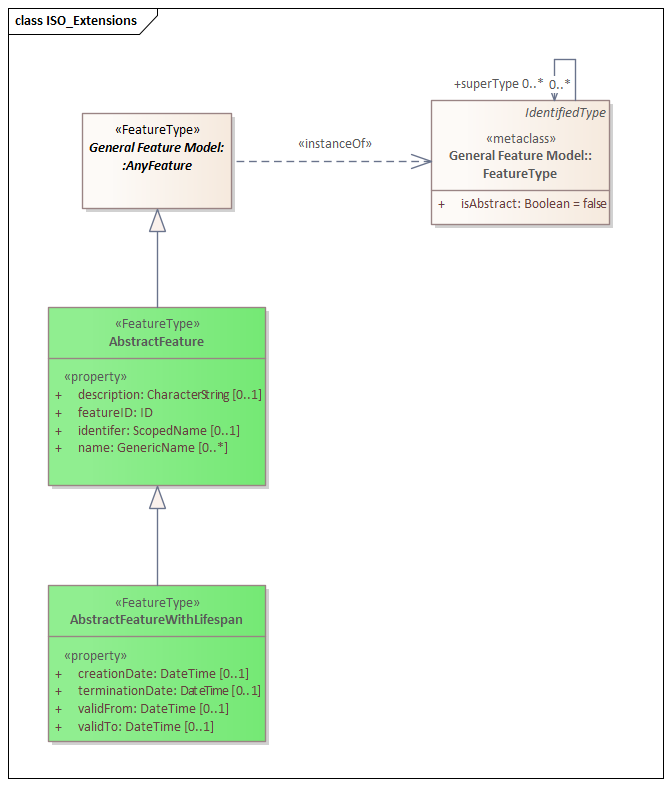 class ISO_Extensions
+superType 0..* 0..*
IdentifiedType
«metaclass»
General Feature Model::
FeatureType
+ isAbstract: Boolean = false
«FeatureType»
General Feature Model:
:AnyFeature
«instanceOf»
«FeatureType»
AbstractFeature
«property»
+ description: CharacterString [0..1]
+ featureID: ID
+ identifer: ScopedName [0..1]
+ name: GenericName [0..*]
«FeatureType»
AbstractFeatureWithLifespan
«property»
+ creationDate: DateTime [0..1]
+ terminationDate: DateTime [0..1]
+ validFrom: DateTime [0..1]
+ validTo: DateTime [0..1]